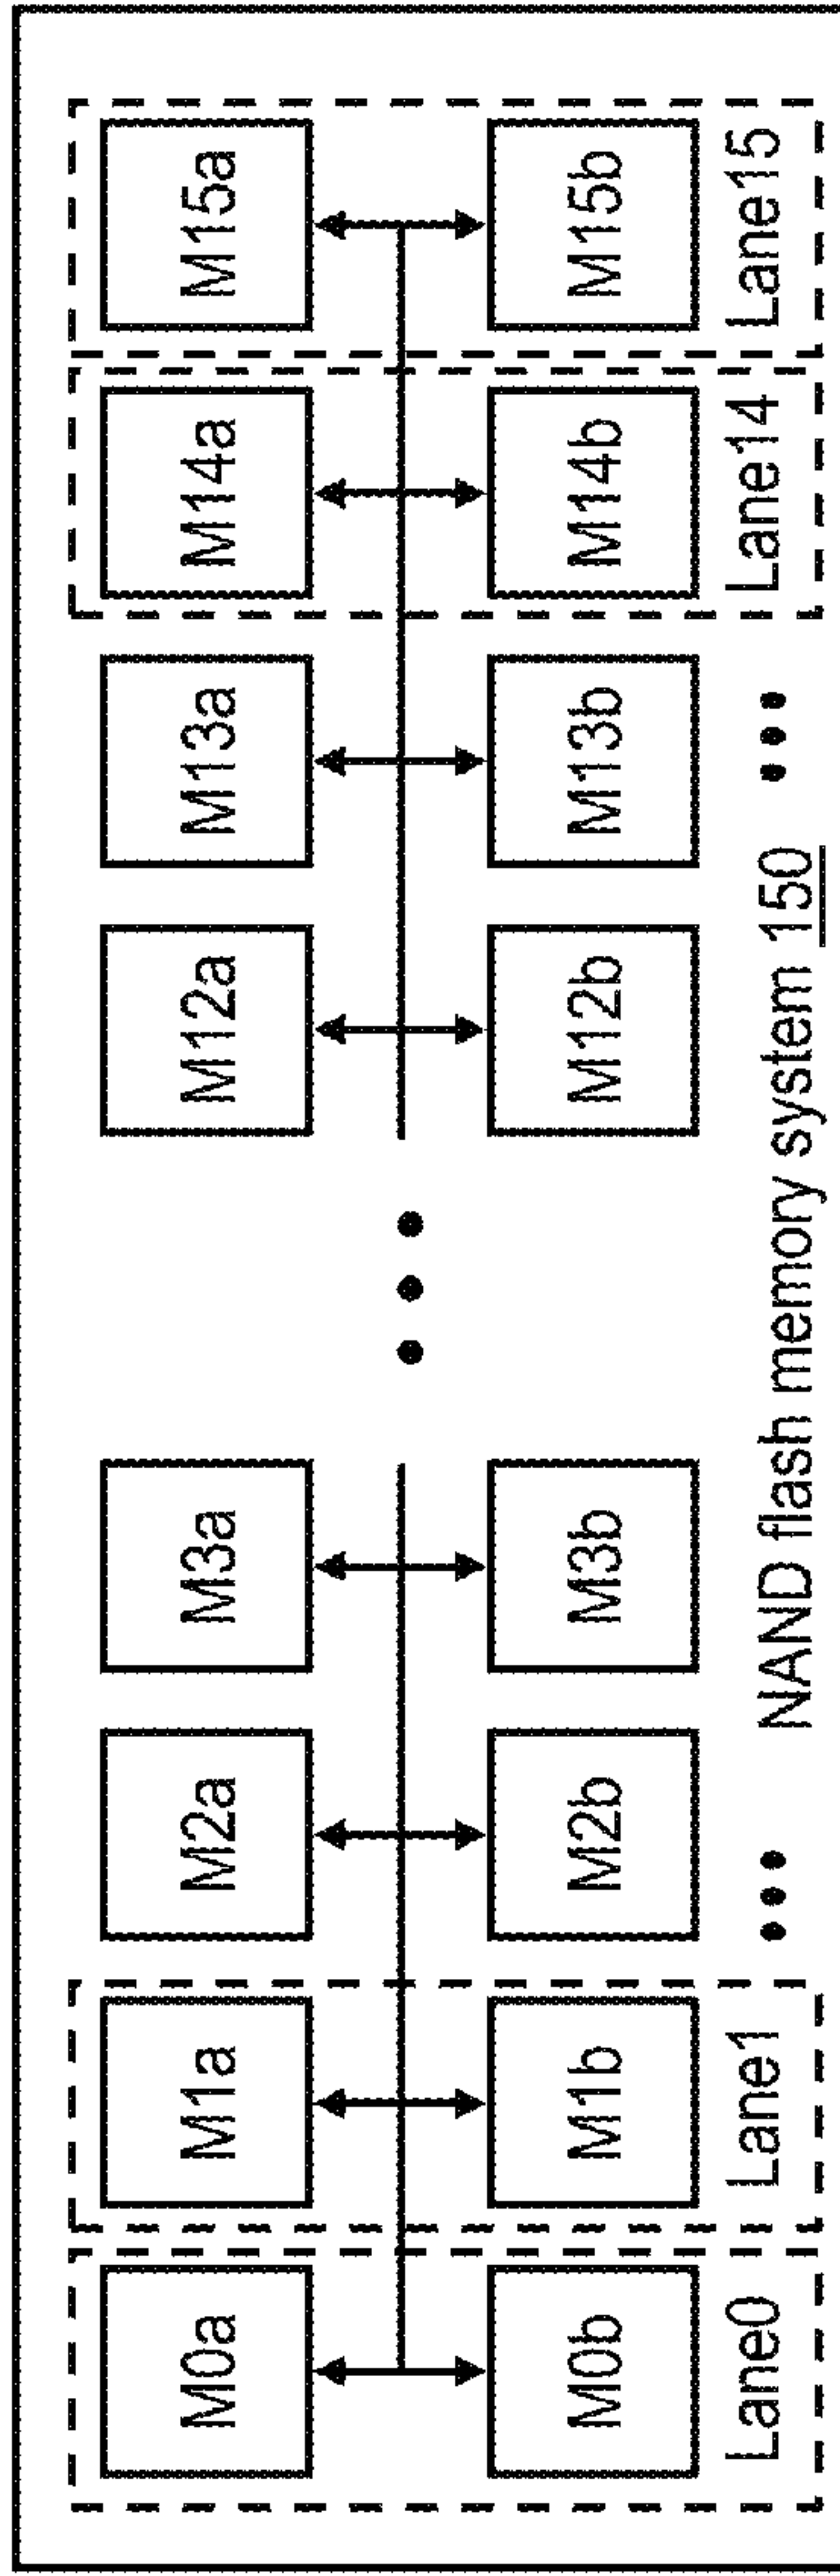 M0a M1a M2a M3a M12a M13a M14a M15a
M0b M1b M2b M3b M12b M13b M14b M15b
Lane0 Lane1 ••• ••• Lane14 Lane15
NAND flash memory system 150